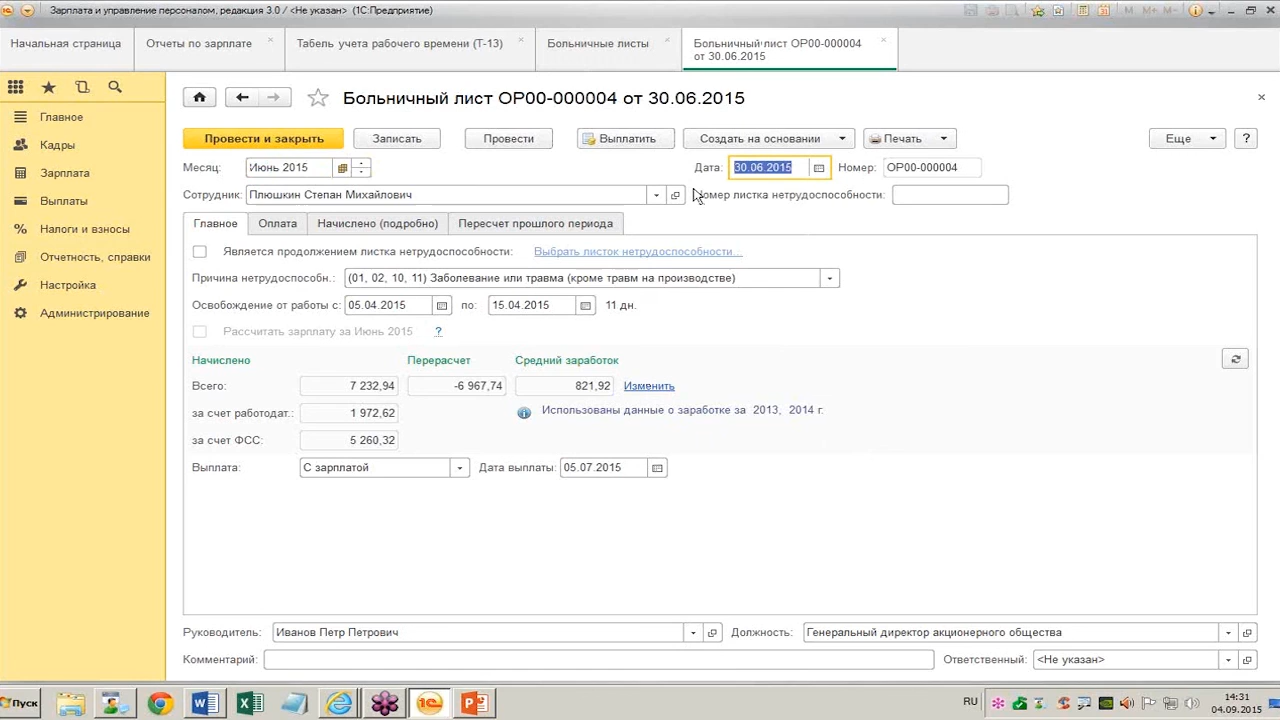 Зарплата и управление персоналом, редакция 3.0 / <Не указан> (1С:Предприятие)
M M+ M-
Начальная страница
Отчеты по зарплате
Табель учета рабочего времени (Т-13)
Больничные листы
Больничный лист ОР00-000004
от 30.06.2015
Больничный лист ОР00-000004 от 30.06.2015
Главное
Кадры
Зарплата
Выплаты
Налоги и взносы
Отчетность, справки
Настройка
Администрирование
Провести и закрыть
Записать
Провести
Выплатить
Создать на основании
Печать
Еще
?
Месяц: Июнь 2015
Дата: 30.06.2015
Номер: ОР00-000004
Сотрудник: Плюшкин Степан Михайлович
Номер листка нетрудоспособности:
Главное
Оплата
Начислено (подробно)
Пересчет прошлого периода
Является продолжением листка нетрудоспособности: Выбрать листок нетрудоспособности...
Причина нетрудоспособн.: (01, 02, 10, 11) Заболевание или травма (кроме травм на производстве)
Освобождение от работы с: 05.04.2015 по: 15.04.2015 11 дн.
Рассчитать зарплату за Июнь 2015 ?
Начислено Перерасчет Средний заработок
Всего: 7 232,94 -6 967,74 821,92 Изменить
за счет работодат.: 1 972,62
Использованы данные о заработке за 2013, 2014 г.
за счет ФСС: 5 260,32
Выплата: С зарплатой Дата выплаты: 05.07.2015
Руководитель: Иванов Петр Петрович Должность: Генеральный директор акционерного общества
Комментарий: Ответственный: <Не указан>
Пуск
RU
14:31
04.09.2015